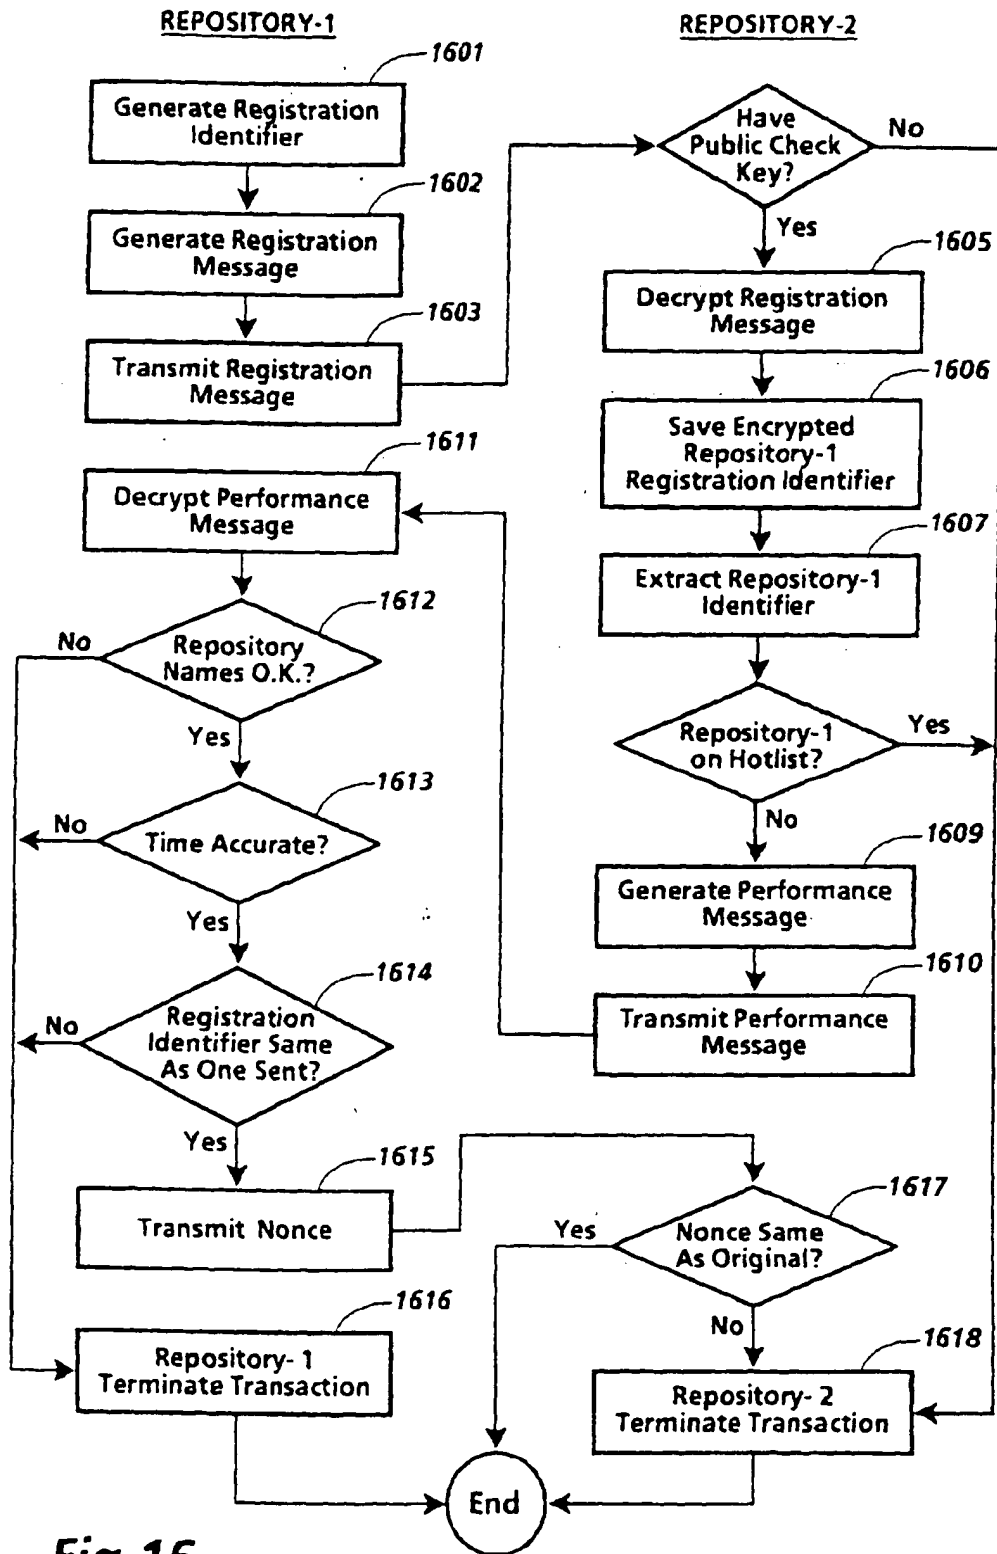 REPOSITORY-1
1601
Generate Registration
Identifier
1602
Generate Registration
Message
1603
Transmit Registration
Message
1611
Decrypt Performance
Message
1612
No
Repository
Names O.K.?
Yes
1613
No
Time Accurate?
Yes
1614
No
Registration
Identifier Same
As One Sent?
Yes
1615
Transmit Nonce
1616
Repository- 1
Terminate Transaction
REPOSITORY-2
Have
Public Check
Key?
No
Yes
1605
Decrypt Registration
Message
1606
Save Encrypted
Repository-1
Registration Identifier
1607
Extract Repository-1
Identifier
Repository-1
on Hotlist?
Yes
No
1609
Generate Performance
Message
1610
Transmit Performance
Message
1617
Yes
Nonce Same
As Original?
No
1618
Repository- 2
Terminate Transaction
End
Fig. 16